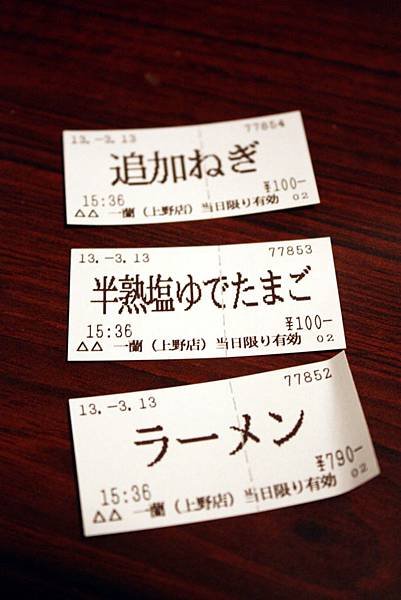 13.-3.13 77854
追加ねぎ
15:36 ¥100-
△△ 一蘭（上野店）当日限り有効 02
13.-3.13 77853
半熟塩ゆでたまご
15:36 ¥100-
△△ 一蘭（上野店）当日限り有効 02
13.-3.13 77852
ラーメン
15:36 ¥790-
△△ 一蘭（上野店）当日限り有効 02